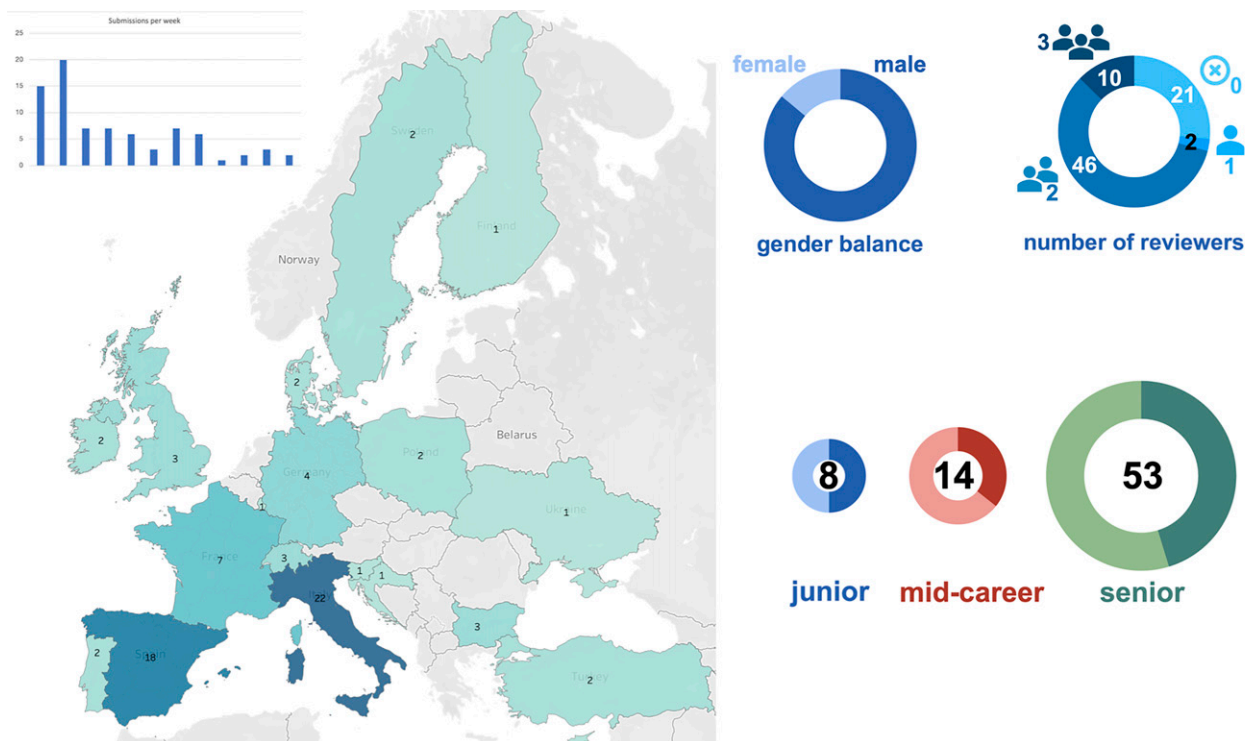 Submissions per week
25
20
15
10
5
0
Sweden
2
Finland
1
Norway
2
2
3
Germany
4
Poland
2
Belarus
1
Ukraine
1
France
7
3
1
1
Italy
22
3
2
Spain
18
Turkey
2
female male
gender balance
3
10
21
0
2
1
46
2
number of reviewers
8
14
53
junior
mid-career
senior